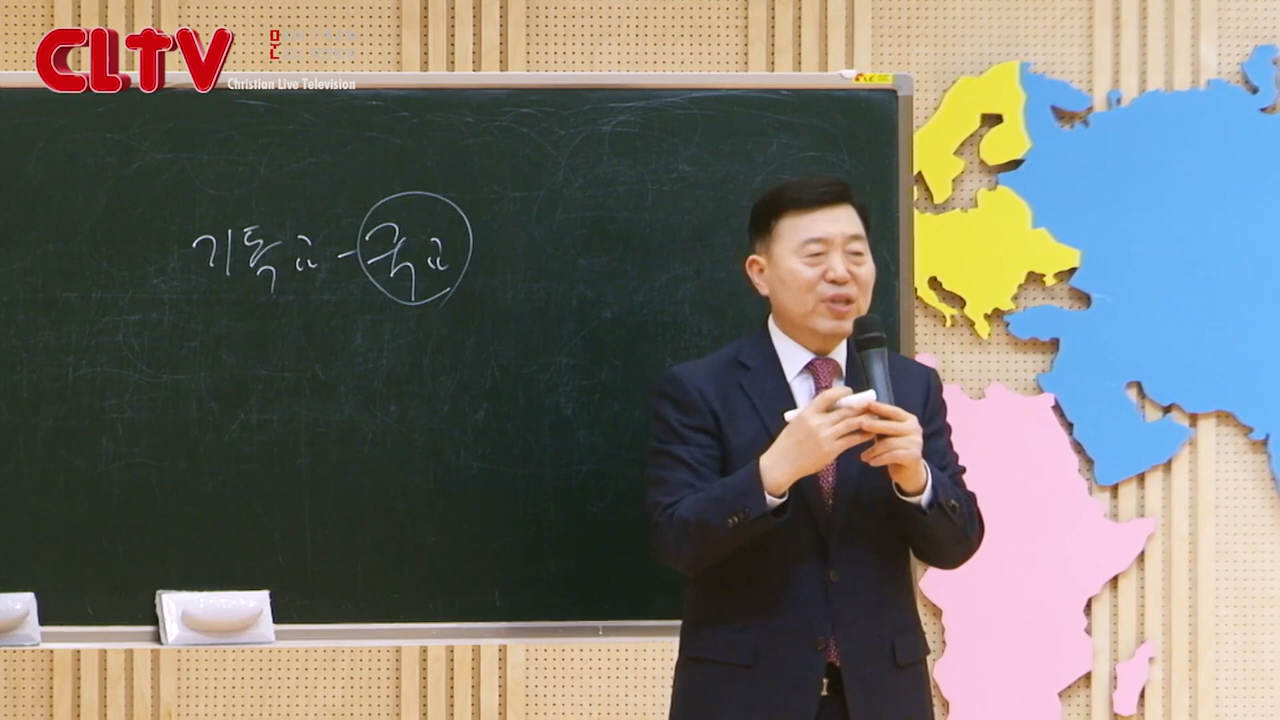 CLTV
Christian Live Television
기독교 - 국교